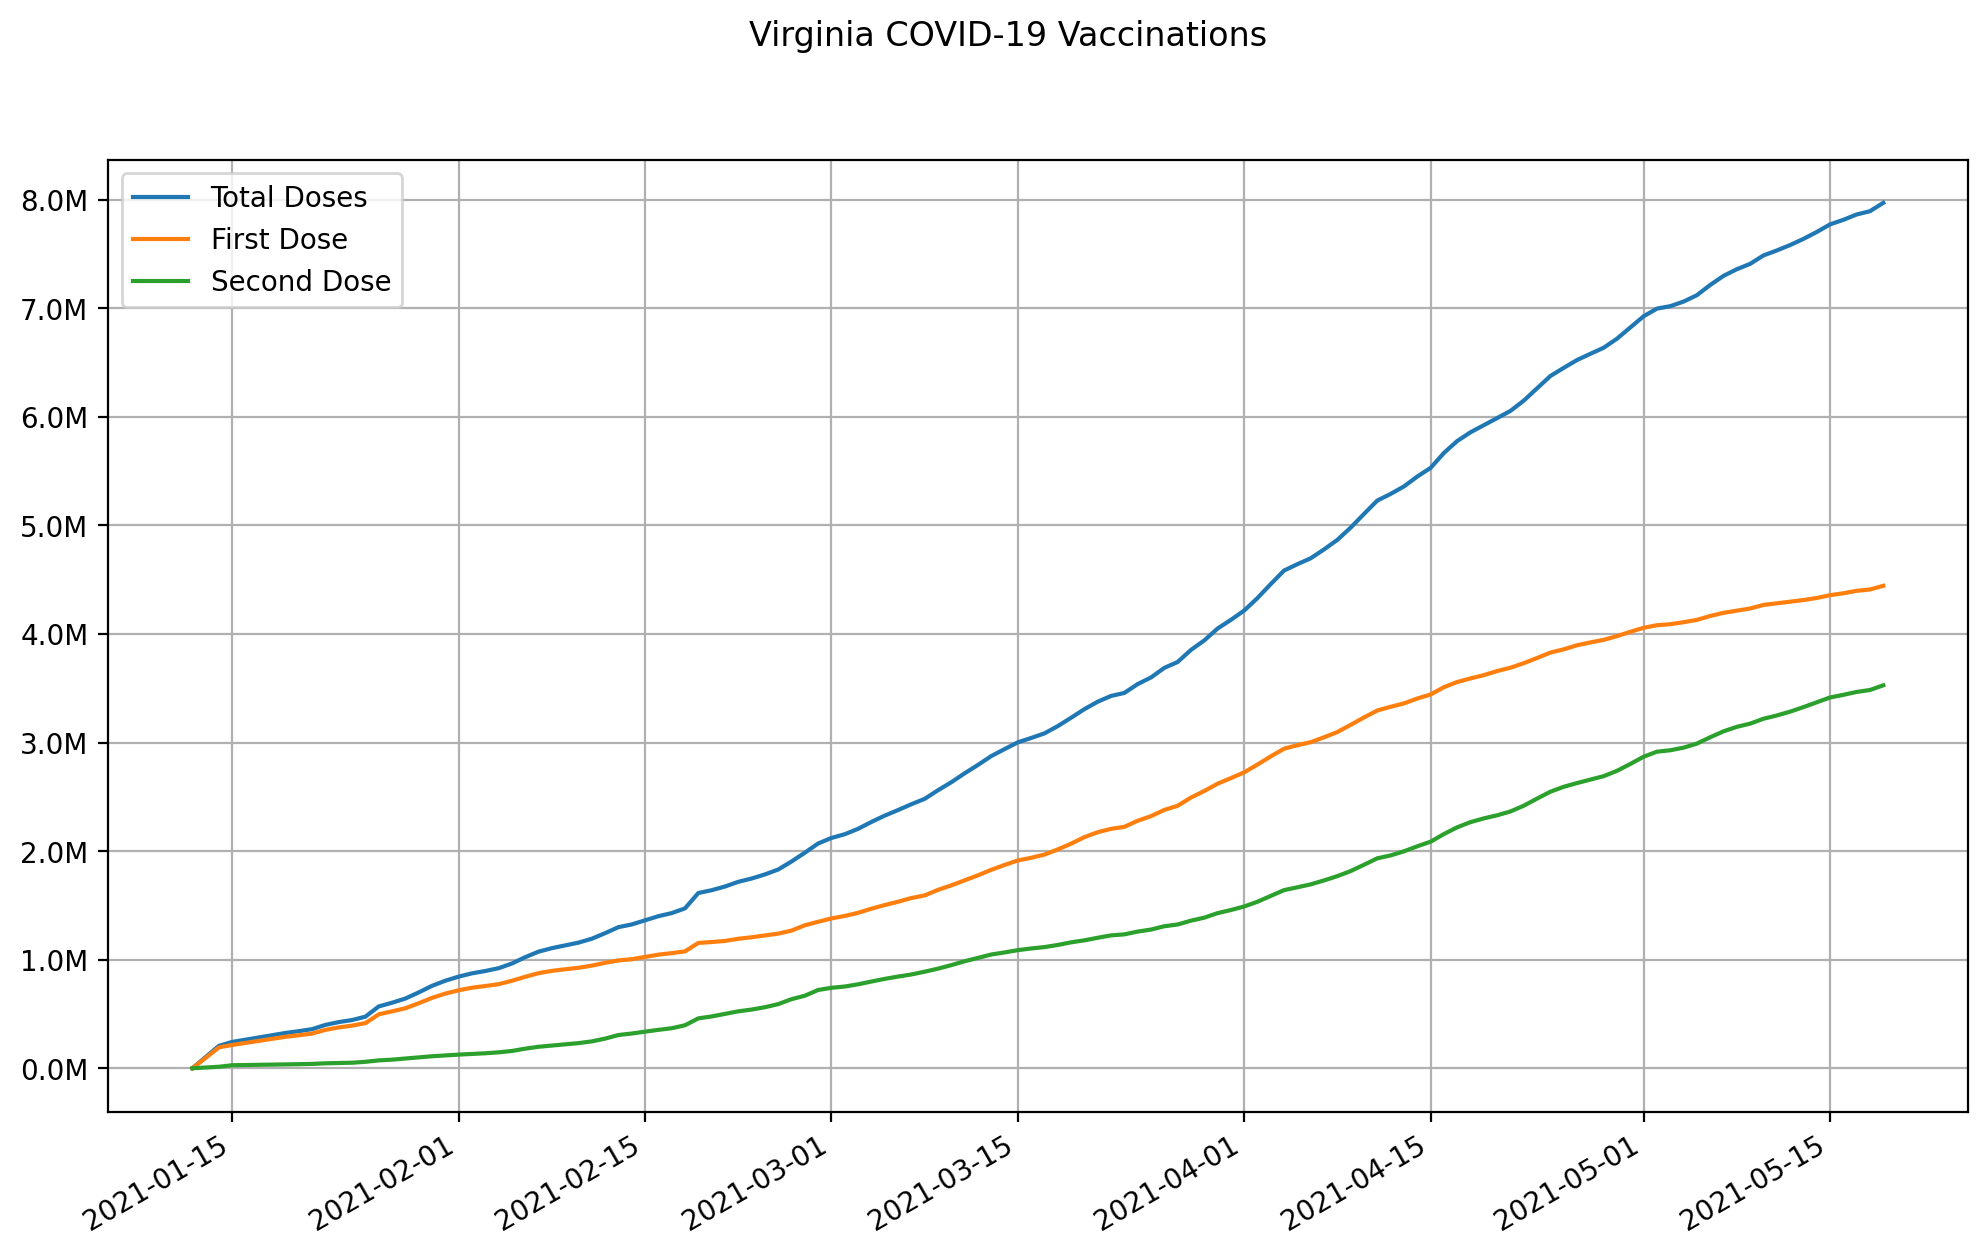 Virginia COVID-19 Vaccinations
Total Doses
First Dose
Second Dose
8.0M
7.0M
6.0M
5.0M
4.0M
3.0M
2.0M
1.0M
0.0M
2021-01-15
2021-02-01
2021-02-15
2021-03-01
2021-03-15
2021-04-01
2021-04-15
2021-05-01
2021-05-15